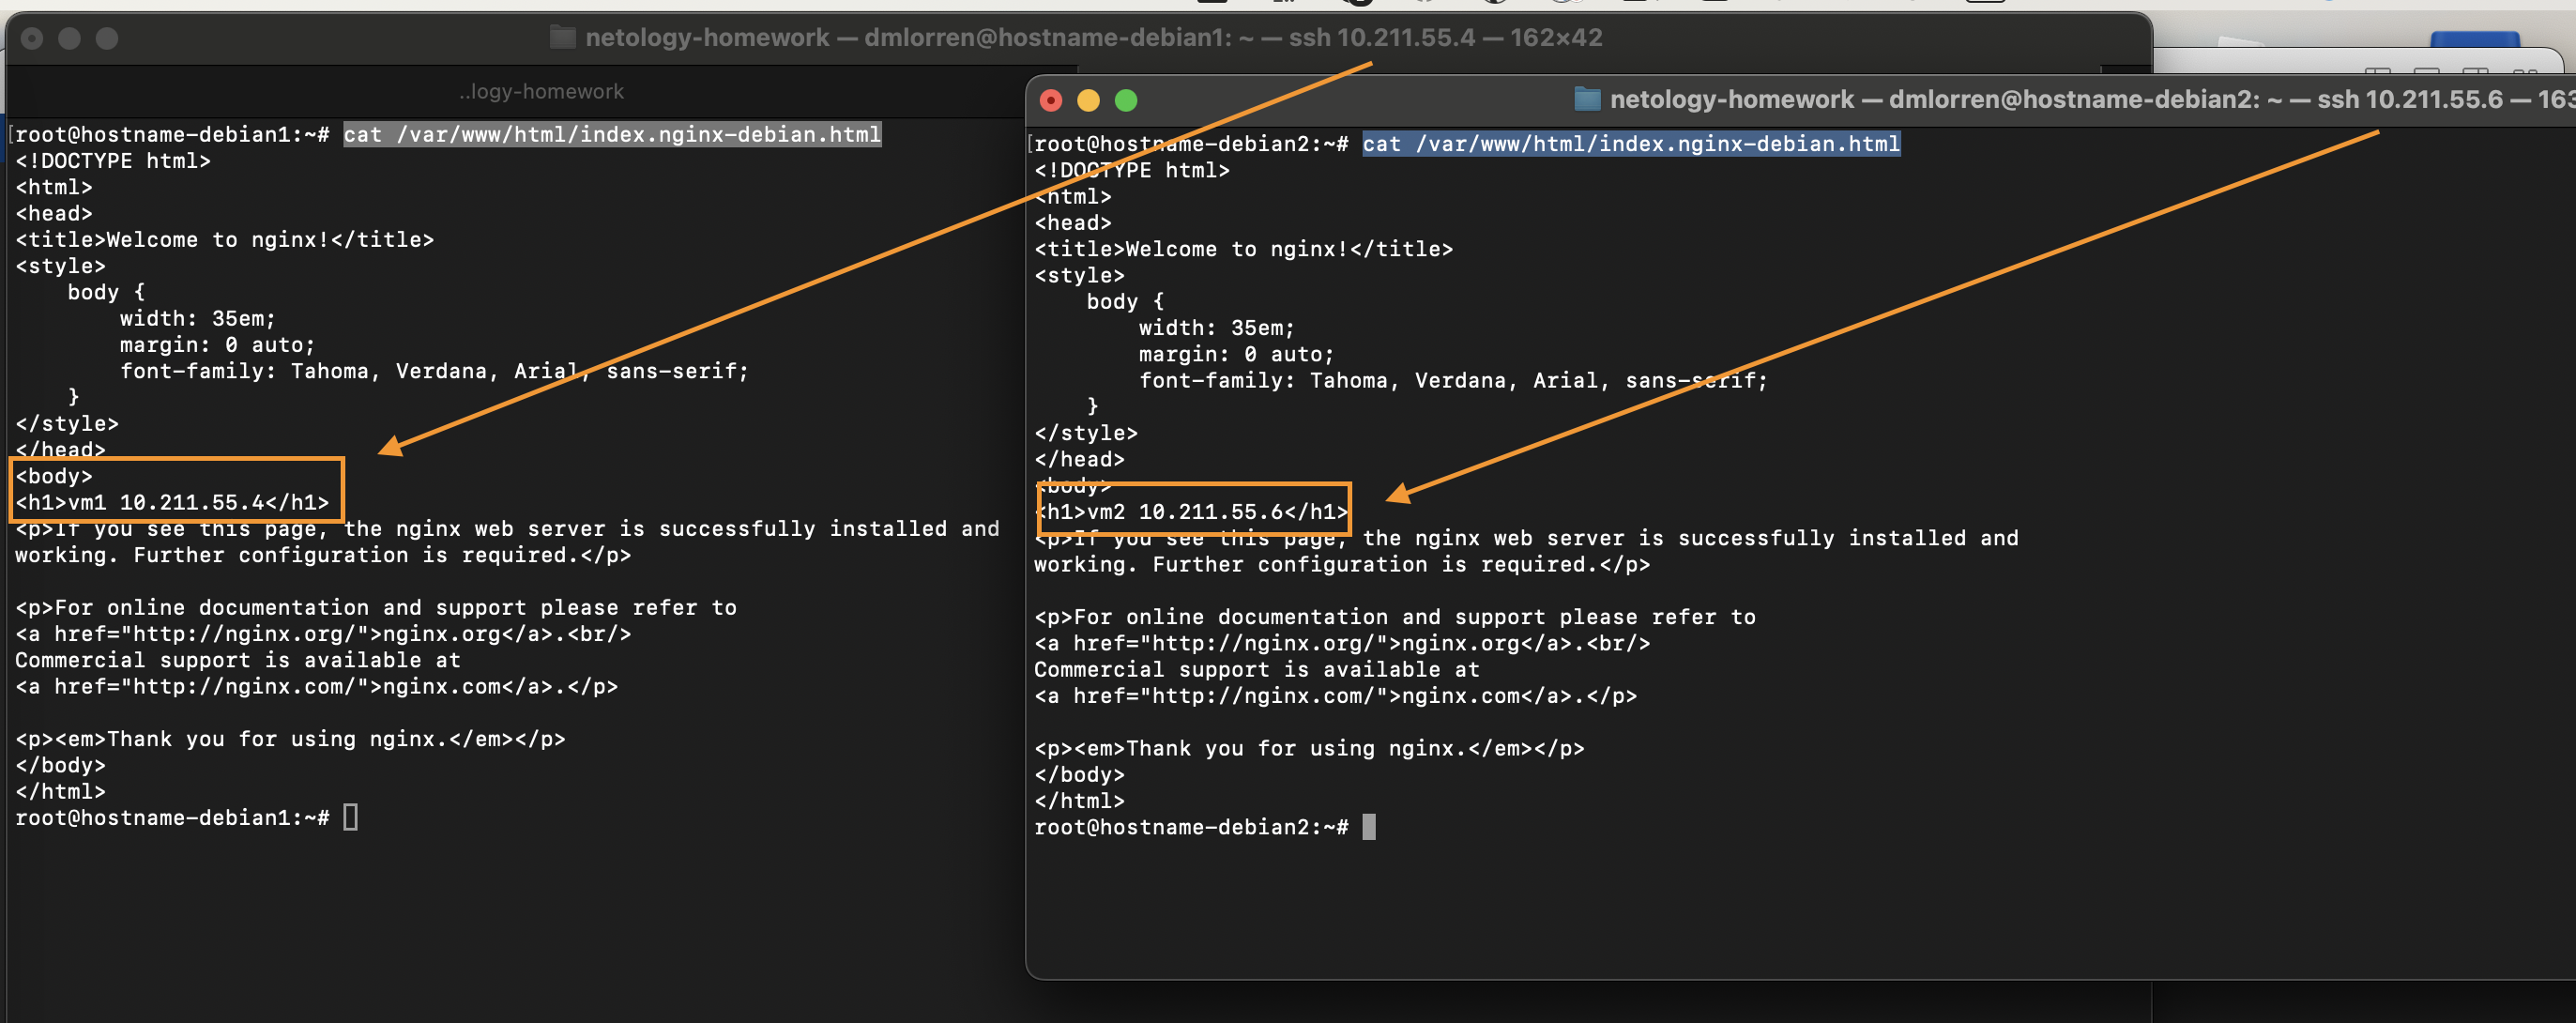 netology-homework — dmlorren@hostname-debian1: ~ — ssh 10.211.55.4 — 162×42
..logy-homework
[root@hostname-debian1:~# cat /var/www/html/index.nginx-debian.html
<!DOCTYPE html>
<html>
<head>
<title>Welcome to nginx!</title>
<style>
    body {
        width: 35em;
        margin: 0 auto;
        font-family: Tahoma, Verdana, Arial, sans-serif;
    }
</style>
</head>
<body>
<h1>vm1 10.211.55.4</h1>
<p>If you see this page, the nginx web server is successfully installed and
working. Further configuration is required.</p>

<p>For online documentation and support please refer to
<a href="http://nginx.org/">nginx.org</a>.<br/>
Commercial support is available at
<a href="http://nginx.com/">nginx.com</a>.</p>

<p><em>Thank you for using nginx.</em></p>
</body>
</html>
root@hostname-debian1:~#
netology-homework — dmlorren@hostname-debian2: ~ — ssh 10.211.55.6 — 163
[root@hostname-debian2:~# cat /var/www/html/index.nginx-debian.html
<!DOCTYPE html>
<html>
<head>
<title>Welcome to nginx!</title>
<style>
    body {
        width: 35em;
        margin: 0 auto;
        font-family: Tahoma, Verdana, Arial, sans-serif;
    }
</style>
</head>
<body>
<h1>vm2 10.211.55.6</h1>
<p>If you see this page, the nginx web server is successfully installed and
working. Further configuration is required.</p>

<p>For online documentation and support please refer to
<a href="http://nginx.org/">nginx.org</a>.<br/>
Commercial support is available at
<a href="http://nginx.com/">nginx.com</a>.</p>

<p><em>Thank you for using nginx.</em></p>
</body>
</html>
root@hostname-debian2:~#